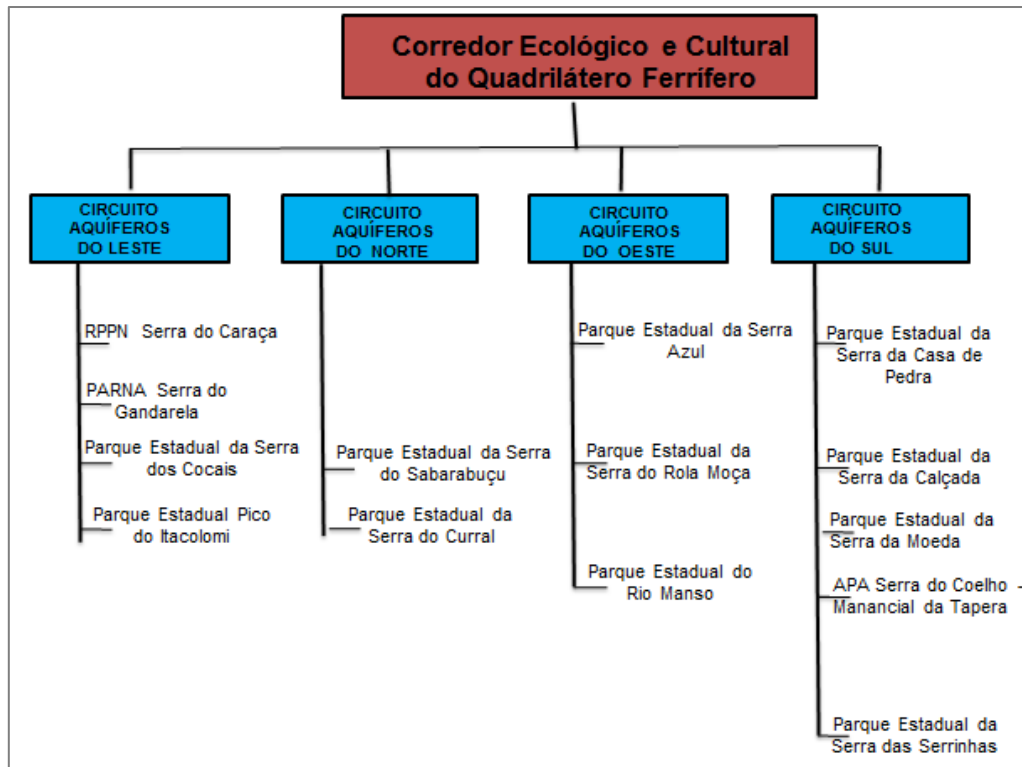 Corredor Ecológico e Cultural
do Quadrilátero Ferrífero
CIRCUITO
AQUÍFEROS
DO LESTE
RPPN Serra do Caraça
PARNA Serra do
Gandarela
Parque Estadual da Serra
dos Cocais
Parque Estadual Pico
do Itacolomi
CIRCUITO
AQUÍFEROS
DO NORTE
Parque Estadual da Serra
do Sabarabuçu
Parque Estadual da
Serra do Curral
CIRCUITO
AQUÍFEROS
DO OESTE
Parque Estadual da Serra
Azul
Parque Estadual da
Serra do Rola Moça
Parque Estadual do
Rio Manso
CIRCUITO
AQUÍFEROS
DO SUL
Parque Estadual da
Serra da Casa de
Pedra
Parque Estadual da
Serra da Calçada
Parque Estadual da
Serra da Moeda
APA Serra do Coelho -
Manancial da Tapera
Parque Estadual da
Serra das Serrinhas